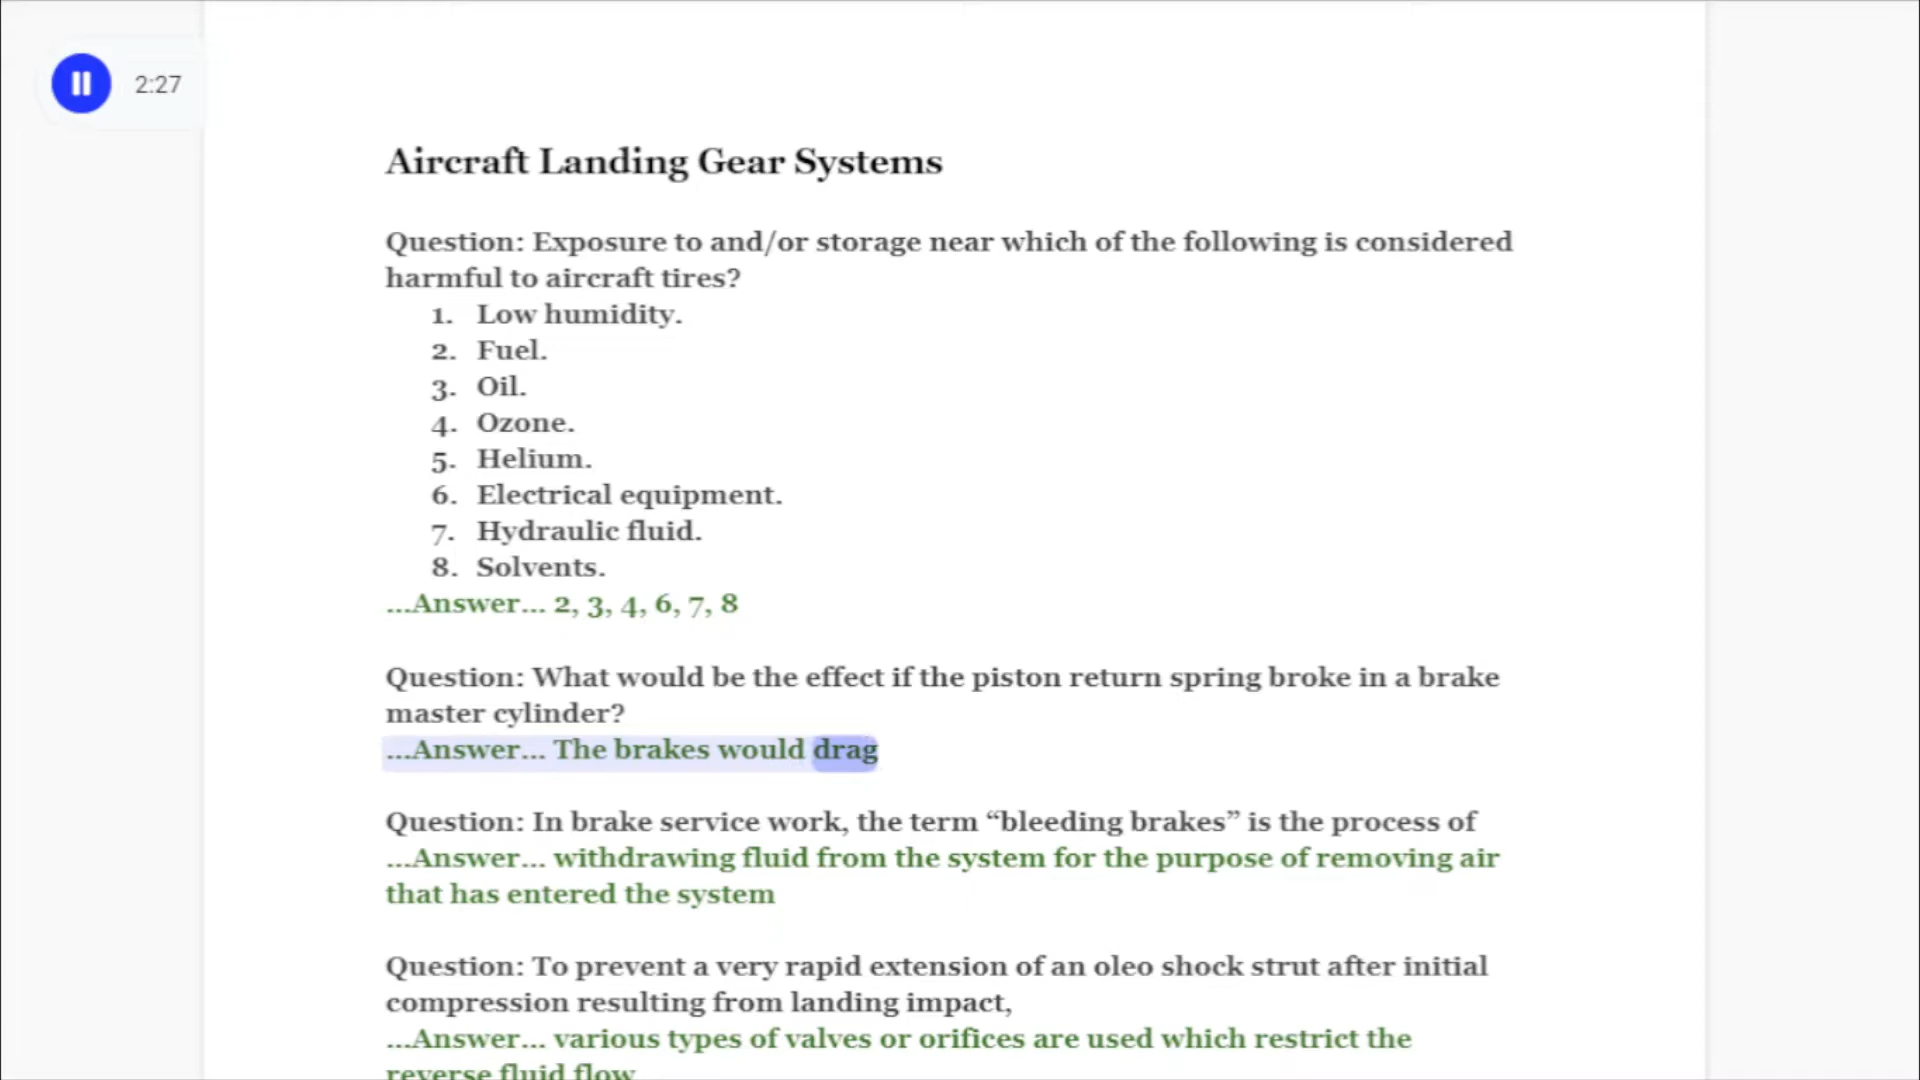 2:27
Aircraft Landing Gear Systems
Question: Exposure to and/or storage near which of the following is considered
harmful to aircraft tires?
1. Low humidity.
2. Fuel.
3. Oil.
4. Ozone.
5. Helium.
6. Electrical equipment.
7. Hydraulic fluid.
8. Solvents.
...Answer... 2, 3, 4, 6, 7, 8
Question: What would be the effect if the piston return spring broke in a brake
master cylinder?
...Answer... The brakes would drag
Question: In brake service work, the term “bleeding brakes” is the process of
...Answer... withdrawing fluid from the system for the purpose of removing air
that has entered the system
Question: To prevent a very rapid extension of an oleo shock strut after initial
compression resulting from landing impact,
...Answer... various types of valves or orifices are used which restrict the
reverse fluid flow